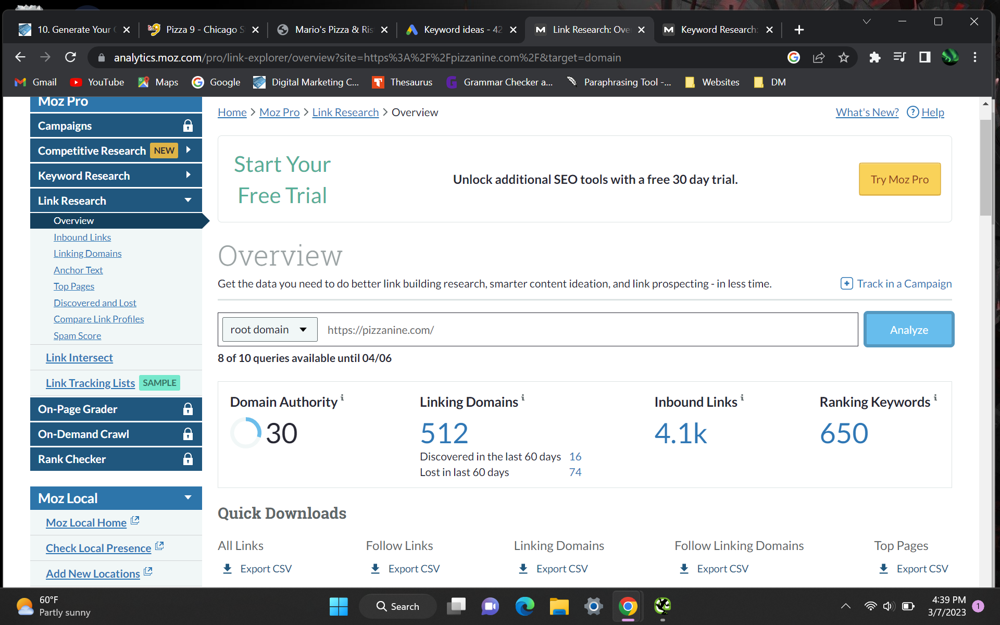 10. Generate Your
Pizza 9 - Chicago S
Mario's Pizza & Ris
Keyword ideas - 42
Link Research: Ove
Keyword Research:
analytics.moz.com/pro/link-explorer/overview?site=https%3A%2F%2Fpizzanine.com%2F&target=domain
Gmail
YouTube
Maps
Google
Digital Marketing C...
Thesaurus
Grammar Checker a...
Paraphrasing Tool -...
Websites
DM
Moz Pro
Campaigns
Competitive Research NEW
Keyword Research
Link Research
Overview
Inbound Links
Linking Domains
Anchor Text
Top Pages
Discovered and Lost
Compare Link Profiles
Spam Score
Link Intersect
Link Tracking Lists SAMPLE
On-Page Grader
On-Demand Crawl
Rank Checker
Moz Local
Moz Local Home
Check Local Presence
Add New Locations
Home > Moz Pro > Link Research > Overview
What's New? ? Help
Start Your
Free Trial
Unlock additional SEO tools with a free 30 day trial.
Try Moz Pro
Overview
Get the data you need to do better link building research, smarter content ideation, and link prospecting - in less time.
Track in a Campaign
root domain
https://pizzanine.com/
Analyze
8 of 10 queries available until 04/06
Domain Authority i
30
Linking Domains i
512
Discovered in the last 60 days 16
Lost in last 60 days 74
Inbound Links i
4.1k
Ranking Keywords i
650
Quick Downloads
All Links
Export CSV
Follow Links
Export CSV
Linking Domains
Export CSV
Follow Linking Domains
Export CSV
Top Pages
Export CSV
60°F
Partly sunny
Search
4:39 PM
3/7/2023
1